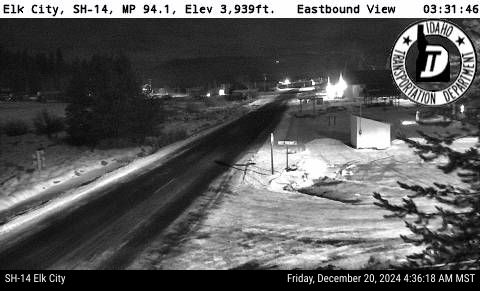 Elk City, SH-14, MP 94.1, Elev 3,939ft. Eastbound View 03:31:46
IDAHO
TRANSPORTATION DEPARTMENT
SH-14 Elk City Friday, December 20, 2024 4:36:18 AM MST